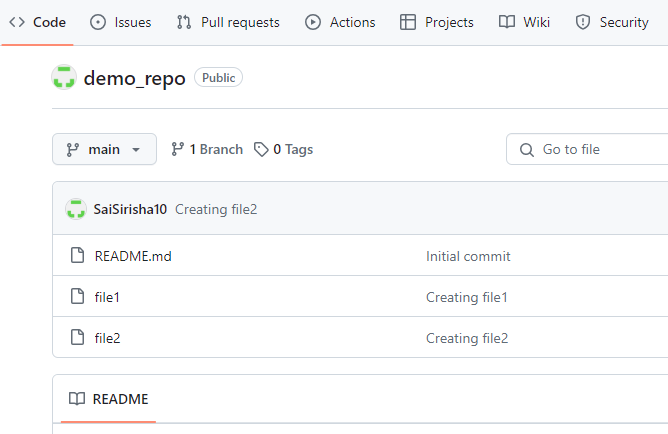 Code Issues Pull requests Actions Projects Wiki Security
demo_repo Public
main 1 Branch 0 Tags Go to file
SaiSirisha10 Creating file2
README.md Initial commit
file1 Creating file1
file2 Creating file2
README